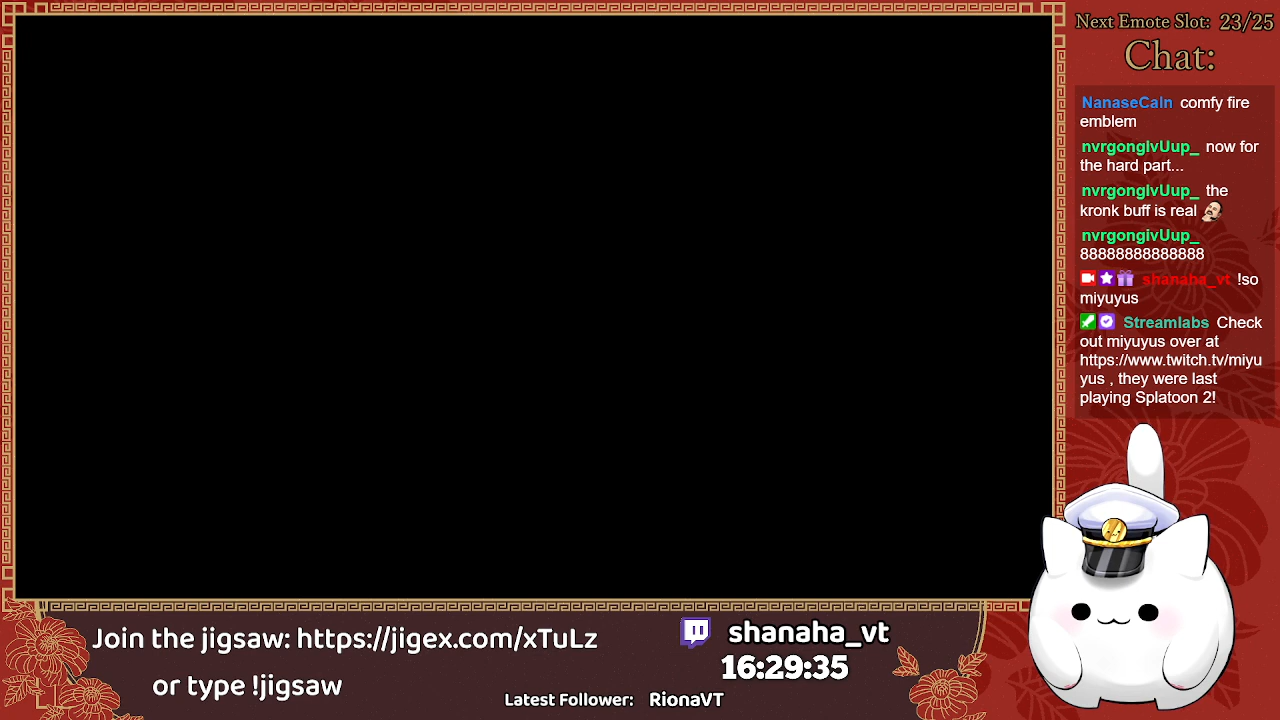 Next Emote Slot: 23/25
Chat:
NanaseCain comfy fire
emblem
nvrgongIvUup_ now for
the hard part...
nvrgongIvUup_ the
kronk buff is real
nvrgongIvUup_
88888888888888
shanaha_vt !so
miyuyus
Streamlabs Check
out miyuyus over at
https://www.twitch.tv/miyu
yus , they were last
playing Splatoon 2!
Join the jigsaw: https://jigex.com/xTuLz
or type !jigsaw
shanaha_vt
16:29:35
Latest Follower: RionaVT